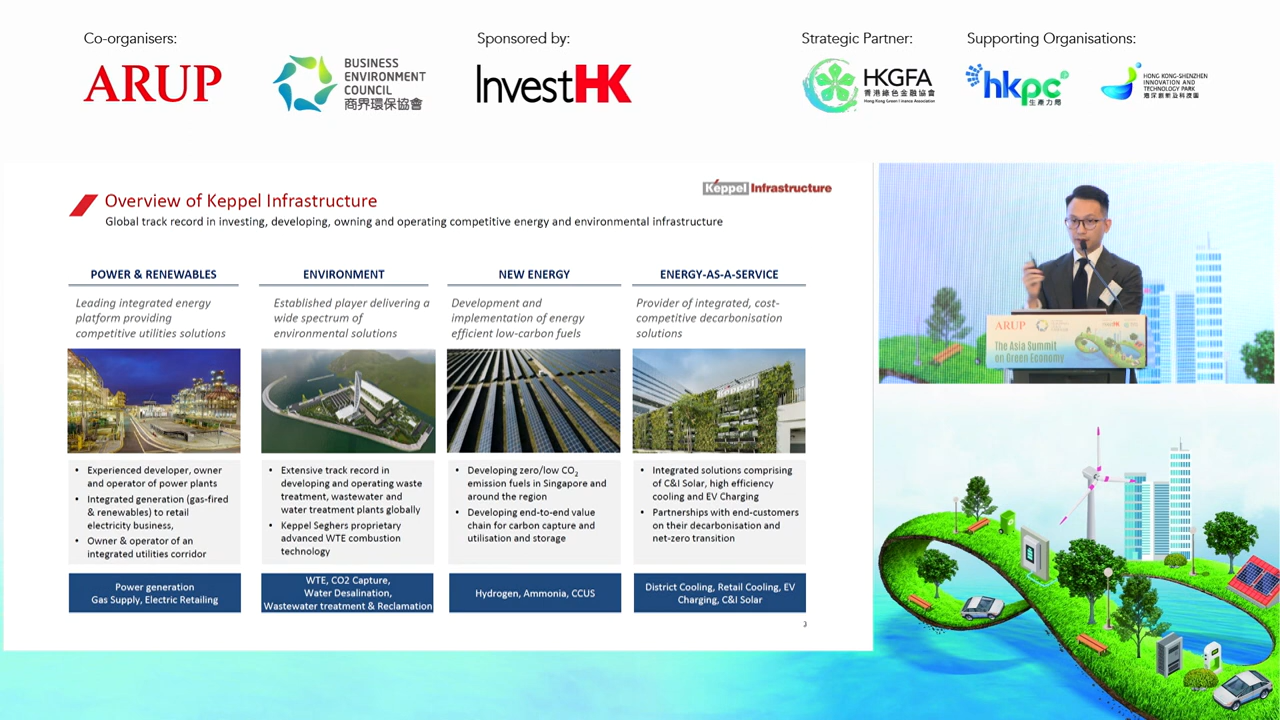 Co-organisers:
Sponsored by:
Strategic Partner:
Supporting Organisations:
ARUP
BUSINESS
ENVIRONMENT
COUNCIL
商界環保協會
InvestHK
HKGFA
香港綠色金融協會
Hong Kong Green Finance Association
hkpc
生產力局
HONG KONG-SHENZHEN
INNOVATION AND
TECHNOLOGY PARK
港深創新及科技園
Overview of Keppel Infrastructure
Keppel Infrastructure
Global track record in investing, developing, owning and operating competitive energy and environmental infrastructure
POWER & RENEWABLES
Leading integrated energy
platform providing
competitive utilities solutions
• Experienced developer, owner
and operator of power plants
• Integrated generation (gas-fired
& renewables) to retail
electricity business,
• Owner & operator of an
integrated utilities corridor
Power generation
Gas Supply, Electric Retailing
ENVIRONMENT
Established player delivering a
wide spectrum of
environmental solutions
• Extensive track record in
developing and operating waste
treatment, wastewater and
water treatment plants globally
• Keppel Seghers proprietary
advanced WTE combustion
technology
WTE, CO2 Capture,
Water Desalination,
Wastewater treatment & Reclamation
NEW ENERGY
Development and
implementation of energy
efficient low-carbon fuels
• Developing zero/low CO2
emission fuels in Singapore and
around the region
• Developing end-to-end value
chain for carbon capture and
utilisation and storage
Hydrogen, Ammonia, CCUS
ENERGY-AS-A-SERVICE
Provider of integrated, cost-
competitive decarbonisation
solutions
• Integrated solutions comprising
of C&I Solar, high efficiency
cooling and EV Charging
• Partnerships with end-customers
on their decarbonisation and
net-zero transition
District Cooling, Retail Cooling, EV
Charging, C&I Solar
3
ARUP
The Asia Summit
on Green Economy